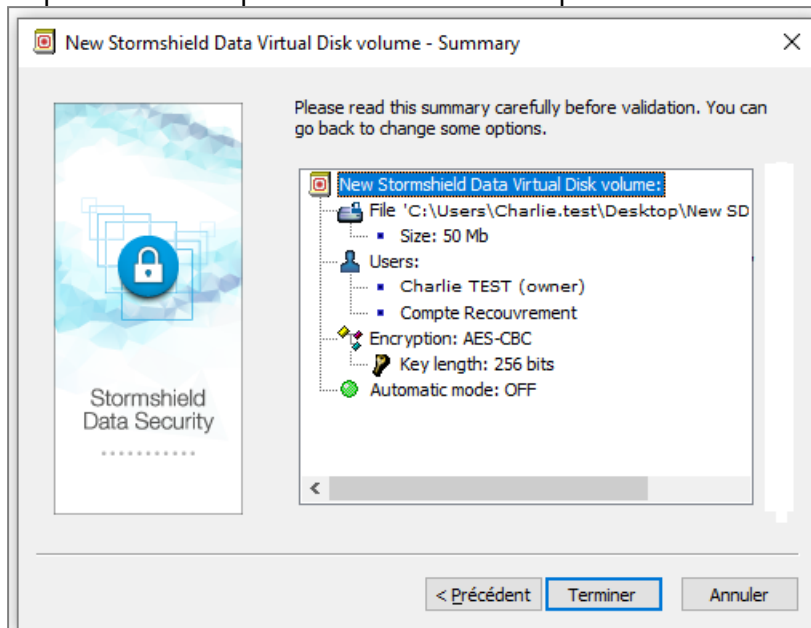 New Stormshield Data Virtual Disk volume - Summary
Please read this summary carefully before validation. You can
go back to change some options.
New Stormshield Data Virtual Disk volume:
File 'C:\Users\Charlie.test\Desktop\New SD
Size: 50 Mb
Users:
Charlie TEST (owner)
Compte Recouvrement
Encryption: AES-CBC
Key length: 256 bits
Automatic mode: OFF
Stormshield
Data Security
< Précédent
Terminer
Annuler